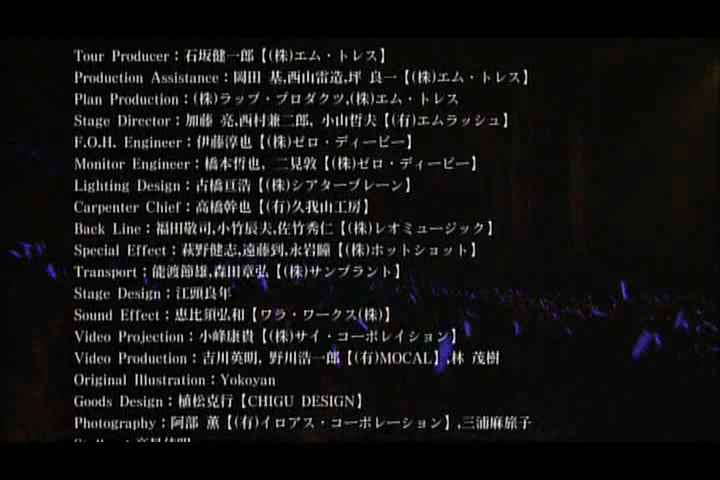 Tour Producer：石坂健一郎【(株)エム・トレス】
Production Assistance：岡田 基,西山雷造,坪 良一【(株)エム・トレス】
Plan Production：(株)ラップ・プロダクツ,(株)エム・トレス
Stage Director：加藤 亮,西村兼二郎, 小山哲夫【(有)エムラッシュ】
F.O.H. Engineer：伊藤淳也【(株)ゼロ・ディービー】
Monitor Engineer：橋本哲也, 二見敦【(株)ゼロ・ディービー】
Lighting Design：古橋亘浩【(株)シアターブレーン】
Carpenter Chief：高橋幹也【(有)久我山工房】
Back Line：福田敬司,小竹辰夫,佐竹秀仁【(株)レオミュージック】
Special Effect：萩野健志,遠藤到,永岩瞳【(株)ホットショット】
Transport：能渡節雄,森田章弘【(株)サンプラント】
Stage Design：江頭良年
Sound Effect：恵比須弘和【ワラ・ワークス(株)】
Video Projection：小峰康貴【(株)サイ・コーポレイション】
Video Production：古川英明, 野川浩一郎【(有)MOCAL】,林 茂樹
Original Illustration：Yokoyan
Goods Design：植松克行【CHIGU DESIGN】
Photography：阿部 薫【(有)イロアス・コーポレーション】,三浦麻旅子